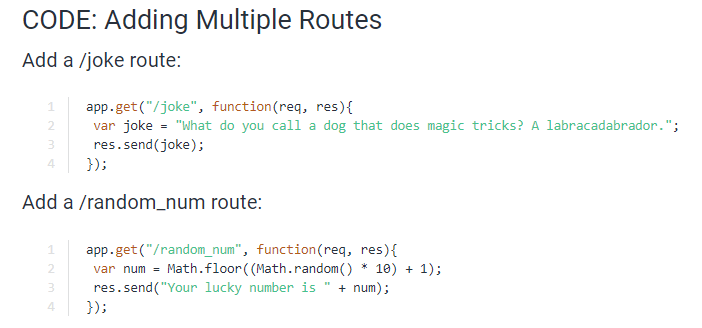 CODE: Adding Multiple Routes
Add a /joke route:
1 app.get("/joke", function(req, res){
2 var joke = "What do you call a dog that does magic tricks? A labracadabrador.";
3 res.send(joke);
4 });
Add a /random_num route:
1 app.get("/random_num", function(req, res){
2 var num = Math.floor((Math.random() * 10) + 1);
3 res.send("Your lucky number is " + num);
4 });